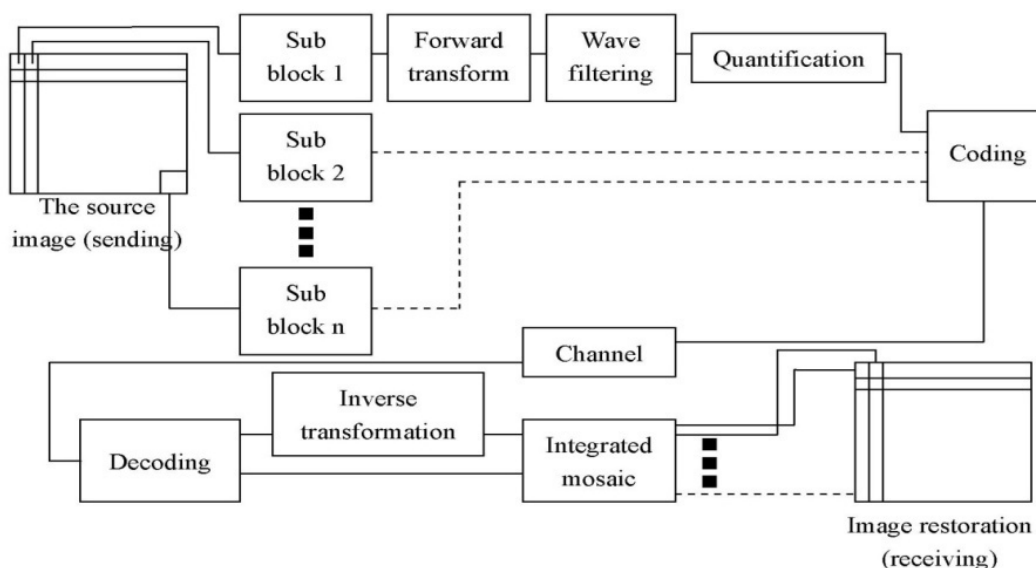 Sub
block 1
Forward
transform
Wave
filtering
Quantification
Sub
block 2
Coding
The source
image (sending)
Sub
block n
Channel
Inverse
transformation
Decoding
Integrated
mosaic
Image restoration
(receiving)